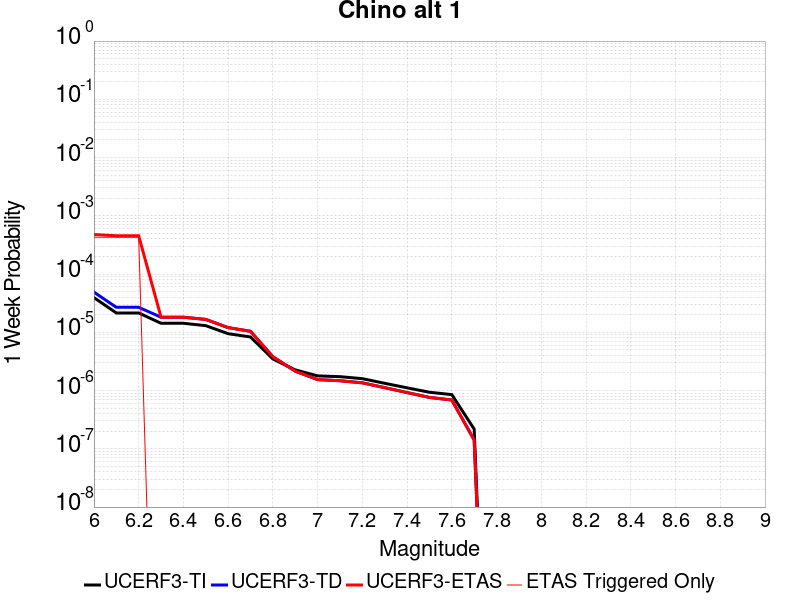 Chino alt 1
10^0
10^-1
10^-2
10^-3
10^-4
10^-5
10^-6
10^-7
10^-8
1 Week Probability
6 6.2 6.4 6.6 6.8 7 7.2 7.4 7.6 7.8 8 8.2 8.4 8.6 8.8 9
Magnitude
UCERF3-TI UCERF3-TD UCERF3-ETAS ETAS Triggered Only